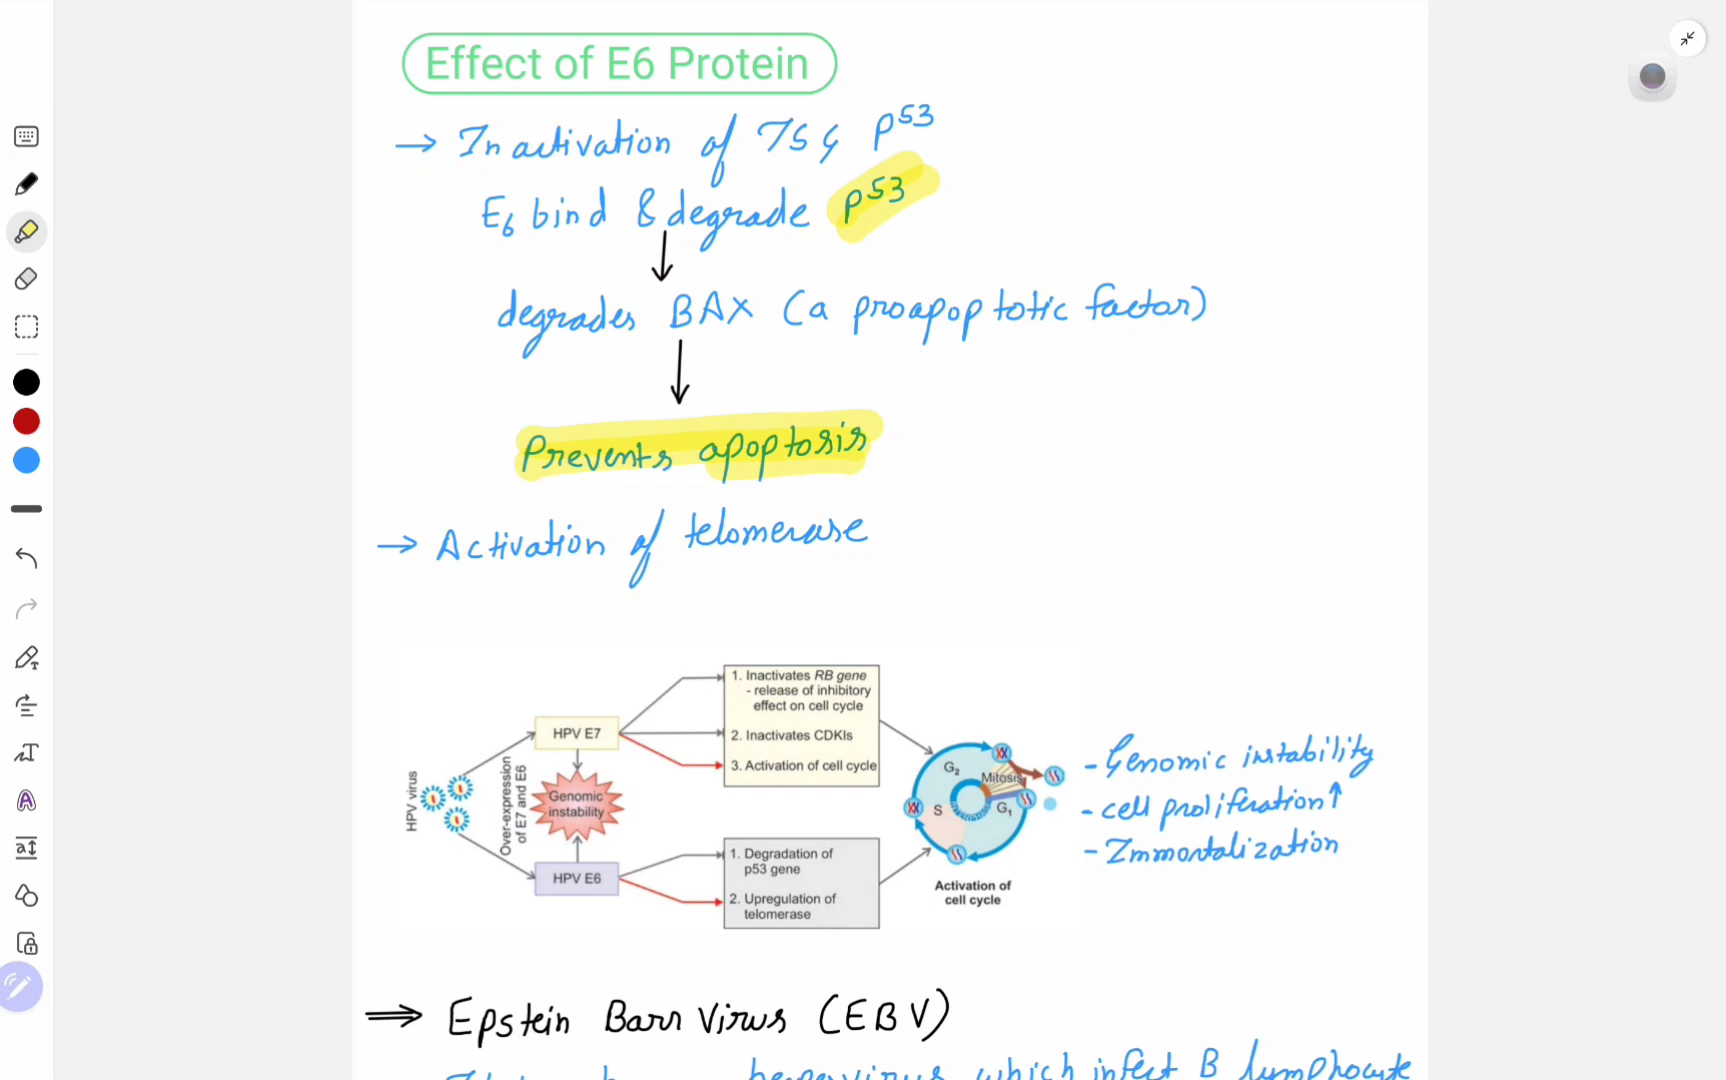 Effect of E6 Protein
→ Inactivation of TSG P53
E6 bind & degrade P53
degrades BAX (a proapoptotic factor)
Prevents apoptosis
→ Activation of telomerase
HPV virus
Over-expression
of E7 and E6
HPV E7
Genomic
instability
HPV E6
1. Inactivates RB gene
- release of inhibitory
effect on cell cycle
2. Inactivates CDKIs
3. Activation of cell cycle
1. Degradation of
p53 gene
2. Upregulation of
telomerase
G2
Mitosis
S
G1
Activation of
cell cycle
- Genomic instability
- cell proliferation↑
- Immortalization
⇒ Epstein Barr Virus (EBV)
which infect B lymphocyte